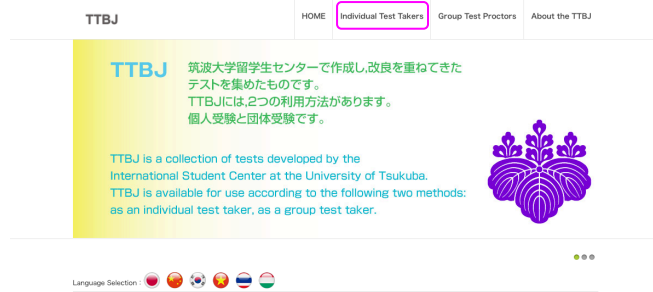 TTBJ
HOME
Individual Test Takers
Group Test Proctors
About the TTBJ
TTBJ
筑波大学留学生センターで作成し,改良を重ねてきた
テストを集めたものです。
TTBJには,2つの利用方法があります。
個人受験と団体受験です。
TTBJ is a collection of tests developed by the
International Student Center at the University of Tsukuba.
TTBJ is available for use according to the following two methods:
as an individual test taker, as a group test taker.
Language Selection :